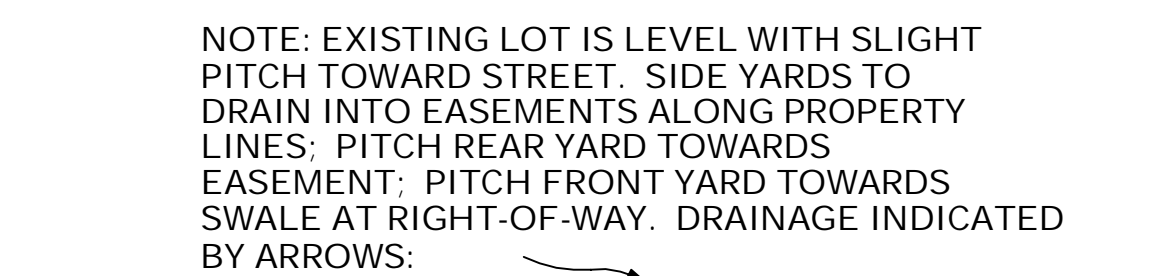 NOTE: EXISTING LOT IS LEVEL WITH SLIGHT
PITCH TOWARD STREET.  SIDE YARDS TO
DRAIN INTO EASEMENTS ALONG PROPERTY
LINES;  PITCH REAR YARD TOWARDS
EASEMENT;  PITCH FRONT YARD TOWARDS
SWALE AT RIGHT-OF-WAY.  DRAINAGE INDICATED
BY ARROWS: